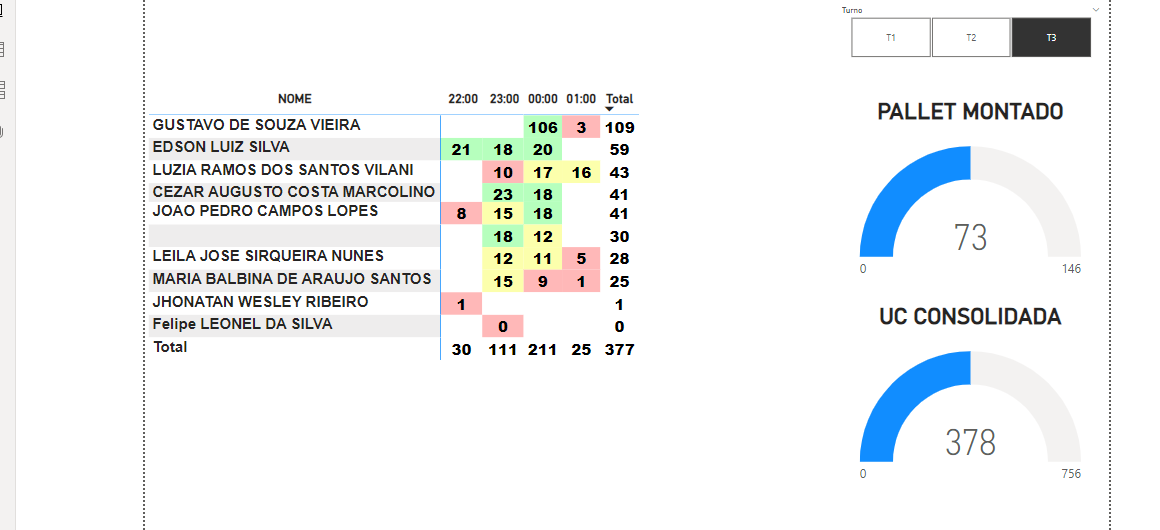 Turno
T1 T2 T3
NOME 22:00 23:00 00:00 01:00 Total
GUSTAVO DE SOUZA VIEIRA 106 3 109
EDSON LUIZ SILVA 21 18 20 59
LUZIA RAMOS DOS SANTOS VILANI 10 17 16 43
CEZAR AUGUSTO COSTA MARCOLINO 23 18 41
JOAO PEDRO CAMPOS LOPES 8 15 18 41
18 12 30
LEILA JOSE SIRQUEIRA NUNES 12 11 5 28
MARIA BALBINA DE ARAUJO SANTOS 15 9 1 25
JHONATAN WESLEY RIBEIRO 1 1
Felipe LEONEL DA SILVA 0 0
Total 30 111 211 25 377
PALLET MONTADO
73
0 146
UC CONSOLIDADA
378
0 756